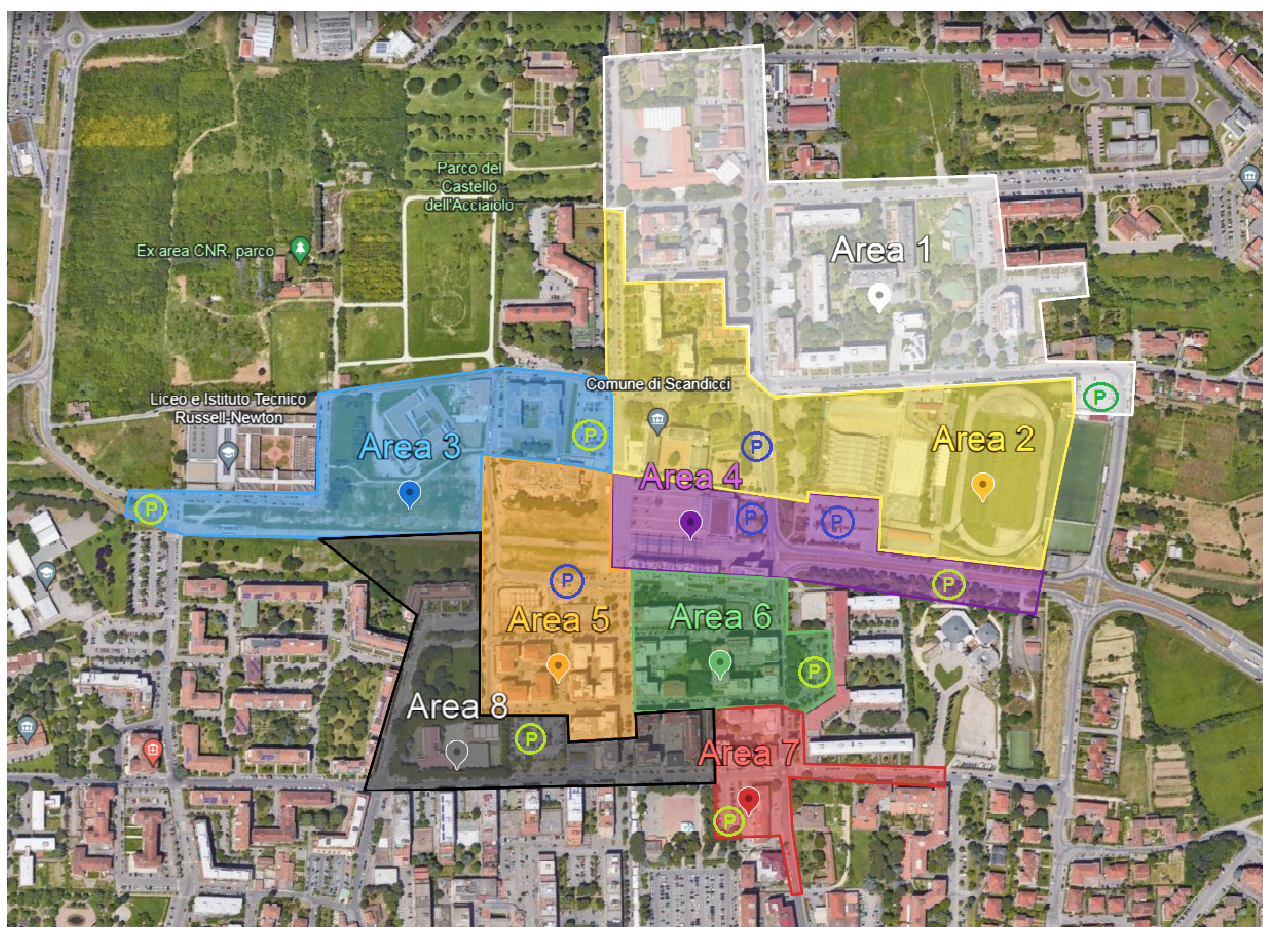 Parco del
Castello
dell'Acciaiolo
Ex area CNR, parco
Area 1
Comune di Scandicci
Liceo e Istituto Tecnico
Russell-Newton
P
Area 3
P
P
Area 2
Area 4
P
P
P
P
P
Area 5
Area 6
P
P
Area 8
P
Area 7
P